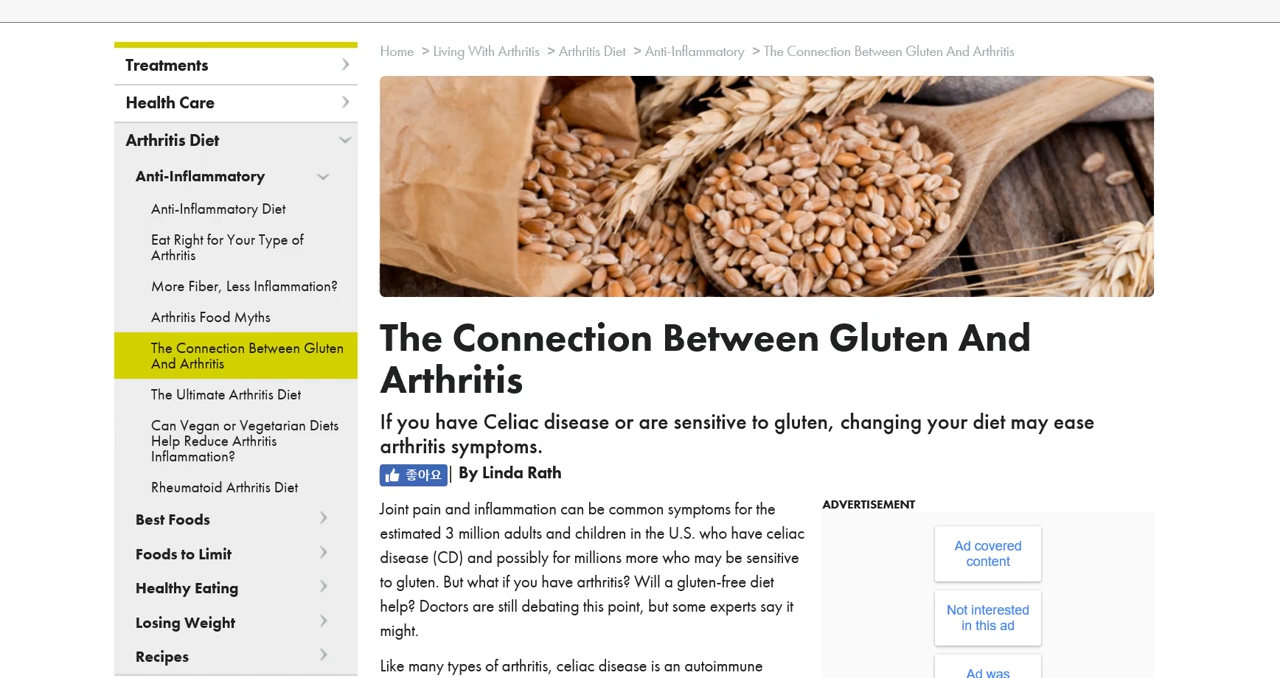 Home > Living With Arthritis > Arthritis Diet > Anti-Inflammatory > The Connection Between Gluten And Arthritis
Treatments
Health Care
Arthritis Diet
Anti-Inflammatory
Anti-Inflammatory Diet
Eat Right for Your Type of
Arthritis
More Fiber, Less Inflammation?
Arthritis Food Myths
The Connection Between Gluten
And Arthritis
The Ultimate Arthritis Diet
Can Vegan or Vegetarian Diets
Help Reduce Arthritis
Inflammation?
Rheumatoid Arthritis Diet
Best Foods
Foods to Limit
Healthy Eating
Losing Weight
Recipes
The Connection Between Gluten And
Arthritis
If you have Celiac disease or are sensitive to gluten, changing your diet may ease
arthritis symptoms.
좋아요 | By Linda Rath
Joint pain and inflammation can be common symptoms for the
estimated 3 million adults and children in the U.S. who have celiac
disease (CD) and possibly for millions more who may be sensitive
to gluten. But what if you have arthritis? Will a gluten-free diet
help? Doctors are still debating this point, but some experts say it
might.
Like many types of arthritis, celiac disease is an autoimmune
ADVERTISEMENT
Ad covered
content
Not interested
in this ad
Ad was